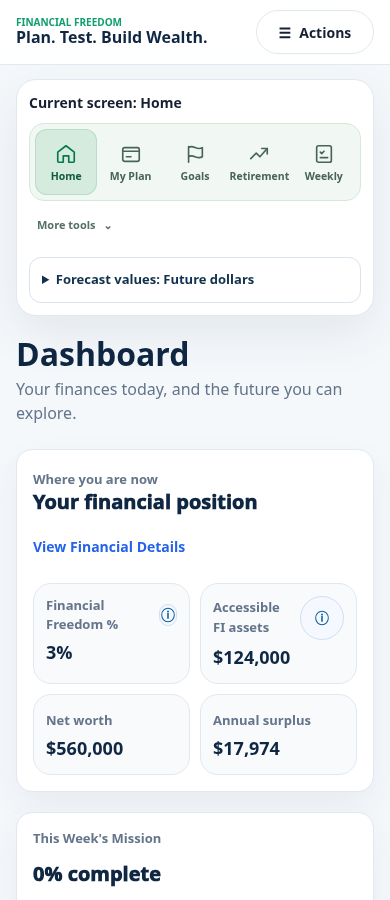 FINANCIAL FREEDOM
Plan. Test. Build Wealth.
☰ Actions
Current screen: Home
Home
My Plan
Goals
Retirement
Weekly
More tools ⌄
▶ Forecast values: Future dollars
Dashboard
Your finances today, and the future you can
explore.
Where you are now
Your financial position
View Financial Details
Financial
Freedom %
ⓘ
3%
Accessible
FI assets
ⓘ
$124,000
Net worth
$560,000
Annual surplus
$17,974
This Week's Mission
0% complete